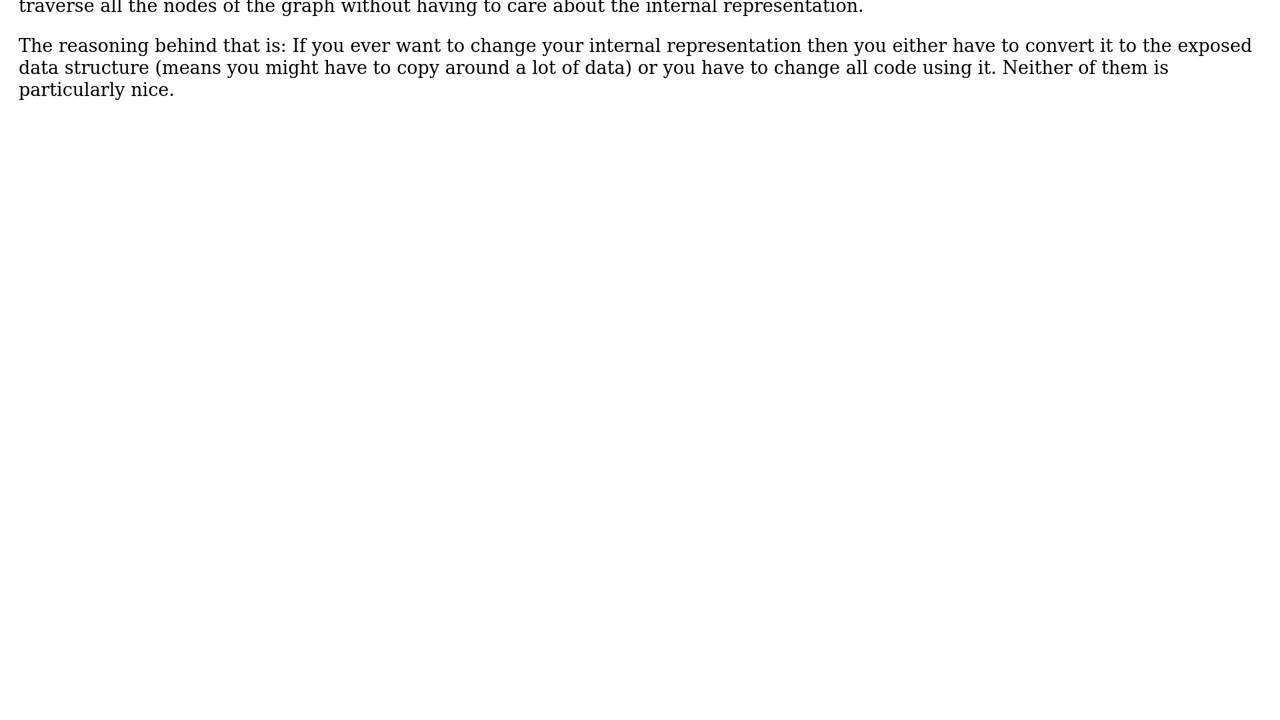 traverse all the nodes of the graph without having to care about the internal representation.
The reasoning behind that is: If you ever want to change your internal representation then you either have to convert it to the exposed
data structure (means you might have to copy around a lot of data) or you have to change all code using it. Neither of them is
particularly nice.